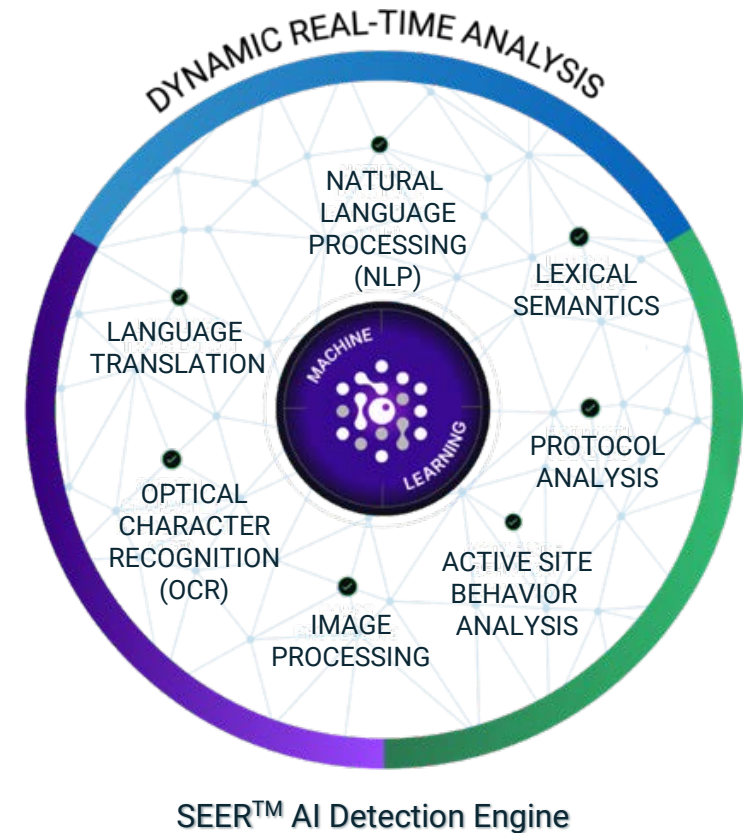 DYNAMIC REAL-TIME ANALYSIS
NATURAL
LANGUAGE
PROCESSING
(NLP)
LEXICAL
SEMANTICS
LANGUAGE
TRANSLATION
MACHINE
LEARNING
PROTOCOL
ANALYSIS
OPTICAL
CHARACTER
RECOGNITION
(OCR)
ACTIVE SITE
BEHAVIOR
ANALYSIS
IMAGE
PROCESSING
SEER™ AI Detection Engine